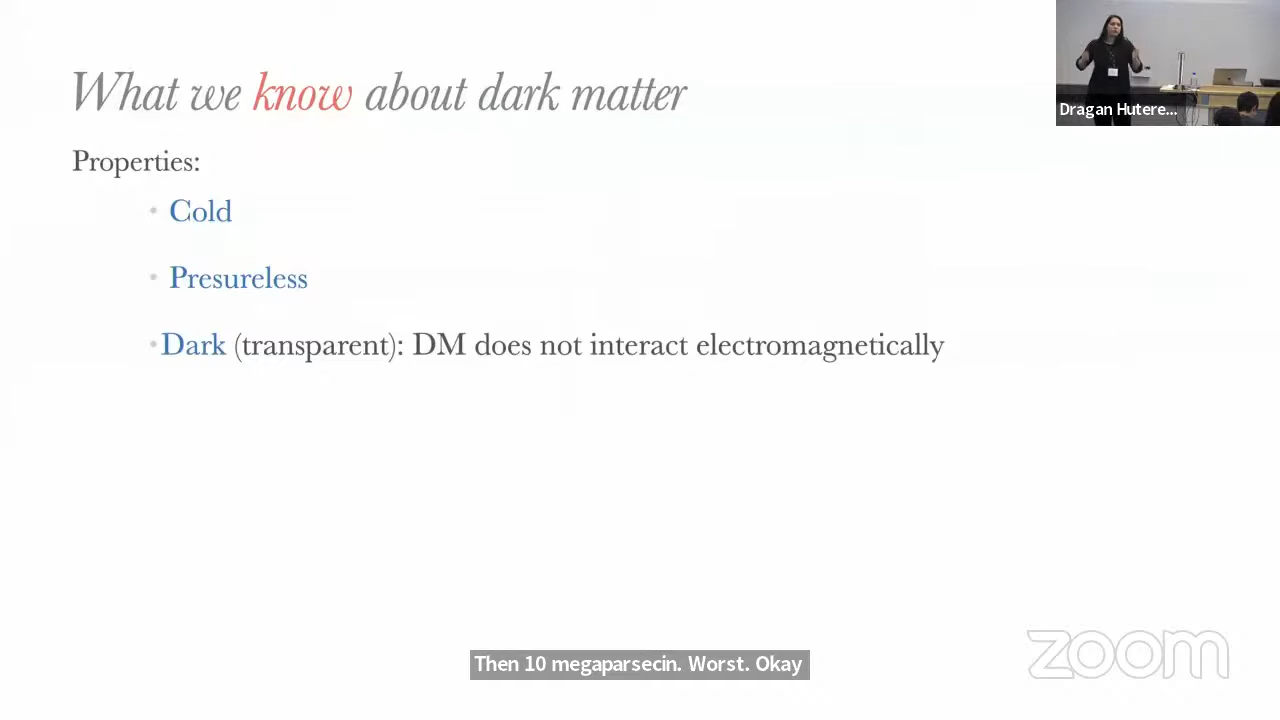 What we know about dark matter
Dragan Hutere...
Properties:
• Cold
• Presureless
• Dark (transparent): DM does not interact electromagnetically
Then 10 megaparsecin. Worst. Okay
zoom